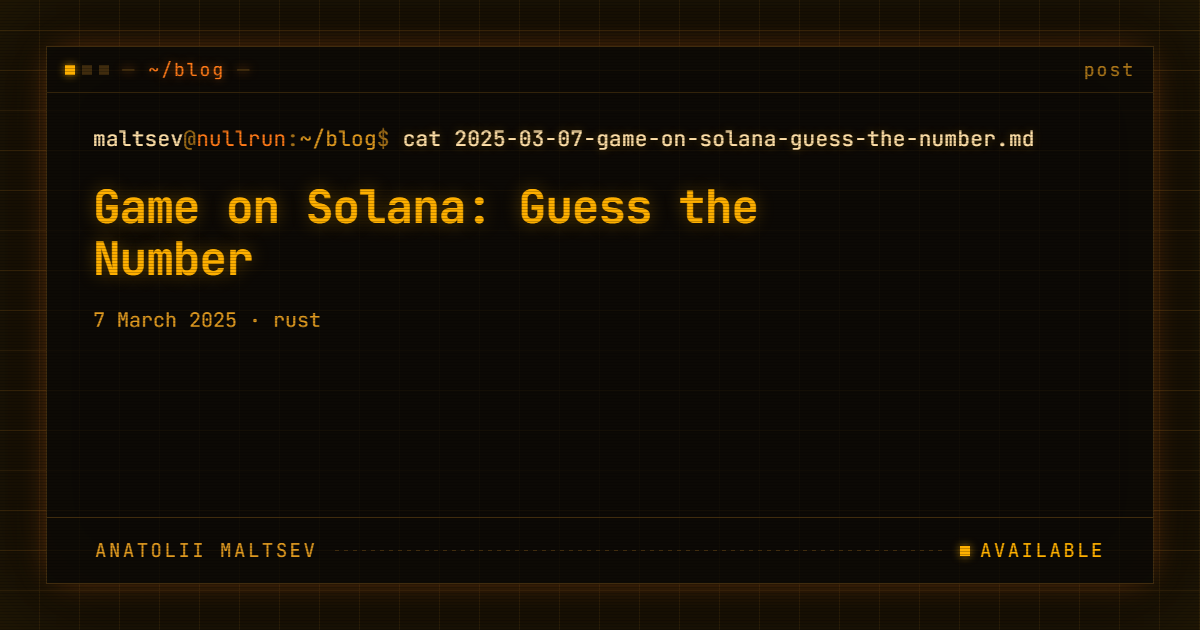 — ~/blog —
post
maltsev@nullrun:~/blog$ cat 2025-03-07-game-on-solana-guess-the-number.md
Game on Solana: Guess the
Number
7 March 2025 · rust
ANATOLII MALTSEV
AVAILABLE